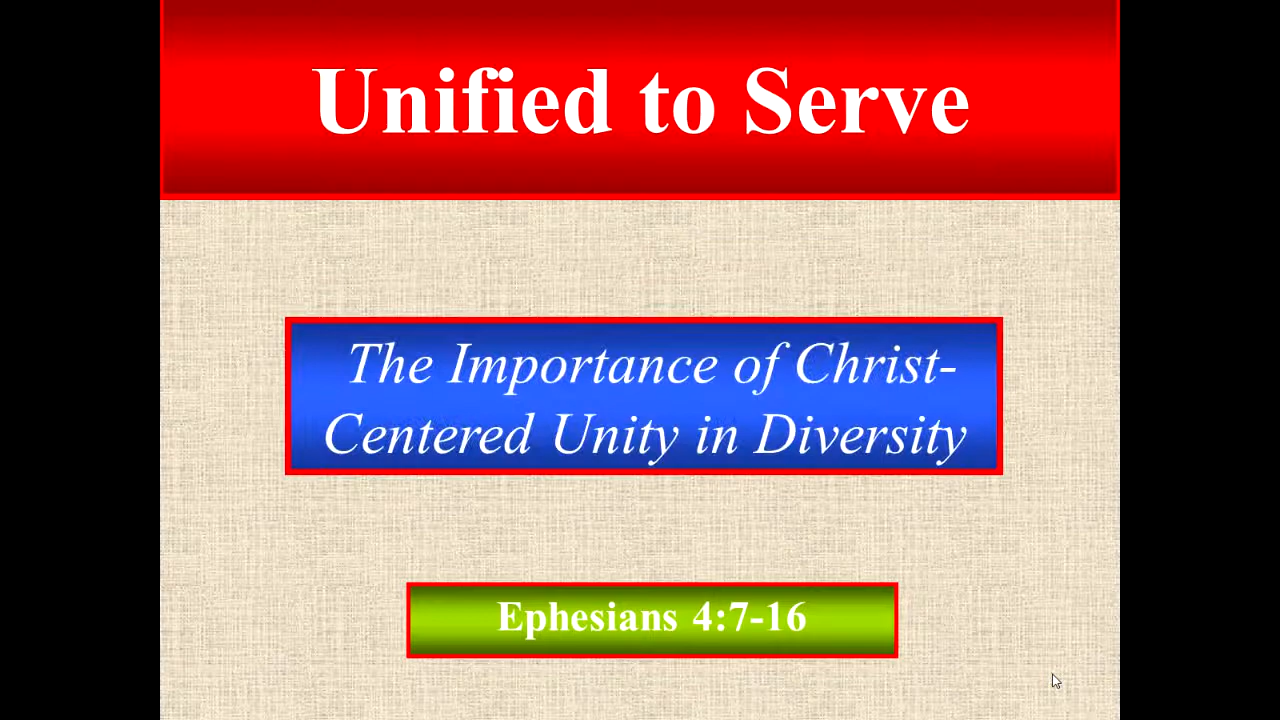 Unified to Serve
The Importance of Christ-
Centered Unity in Diversity
Ephesians 4:7-16